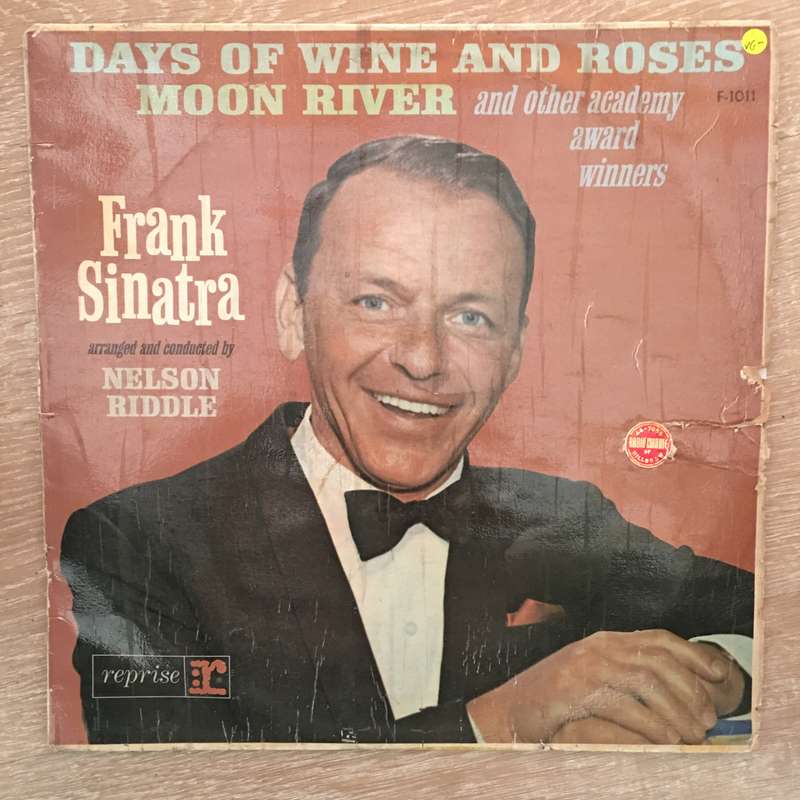 VG-
DAYS OF WINE AND ROSES
MOON RIVER and other academy
award
winners
F-1011
Frank
Sinatra
arranged and conducted by
NELSON
RIDDLE
reprise r